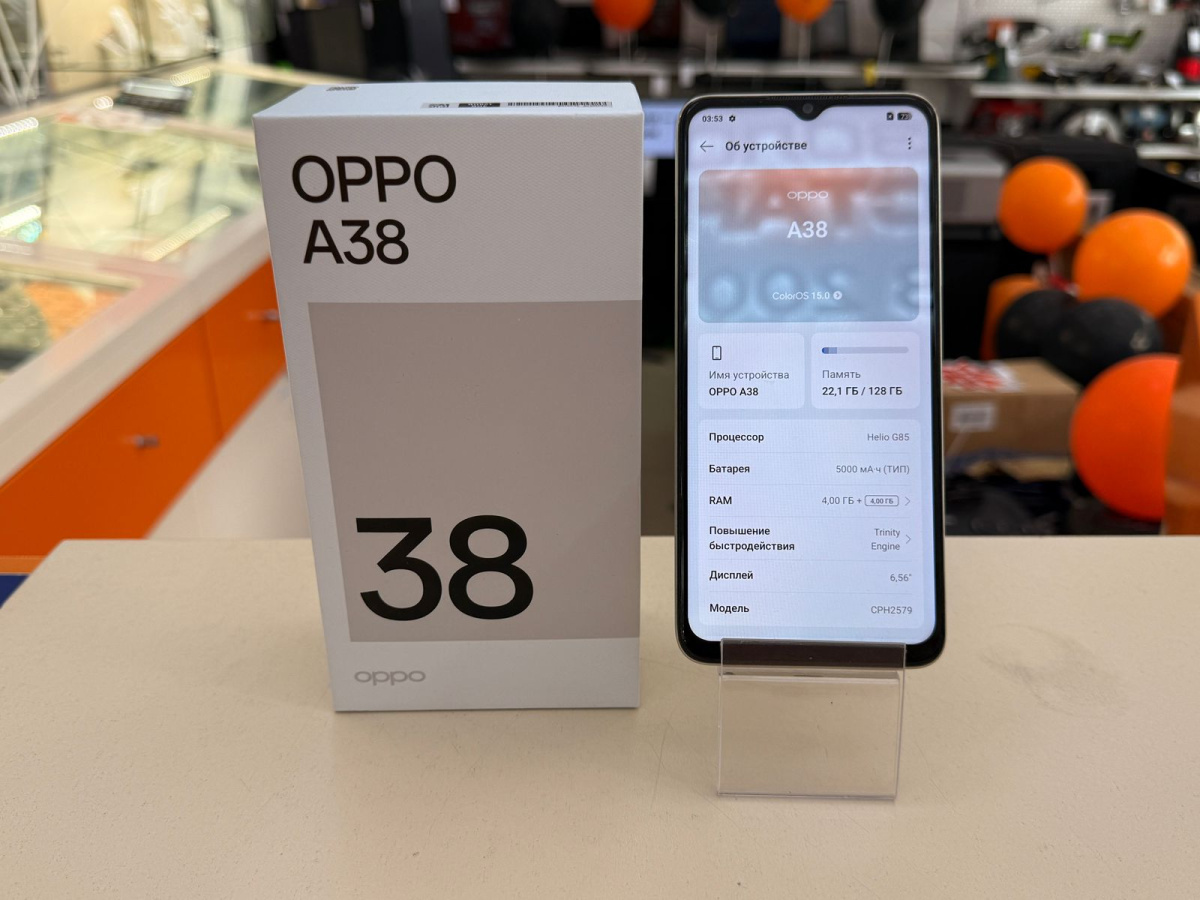 OPPO
A38
38
oppo
03:53
73
Об устройстве
oppo
A38
ColorOS 15.0
Имя устройства
OPPO A38
Память
22,1 ГБ / 128 ГБ
Процессор
Helio G85
Батарея
5000 мА·ч (ТИП)
RAM
4,00 ГБ + 4,00 ГБ
Повышение
быстродействия
Trinity
Engine
Дисплей
6,56"
Модель
CPH2579